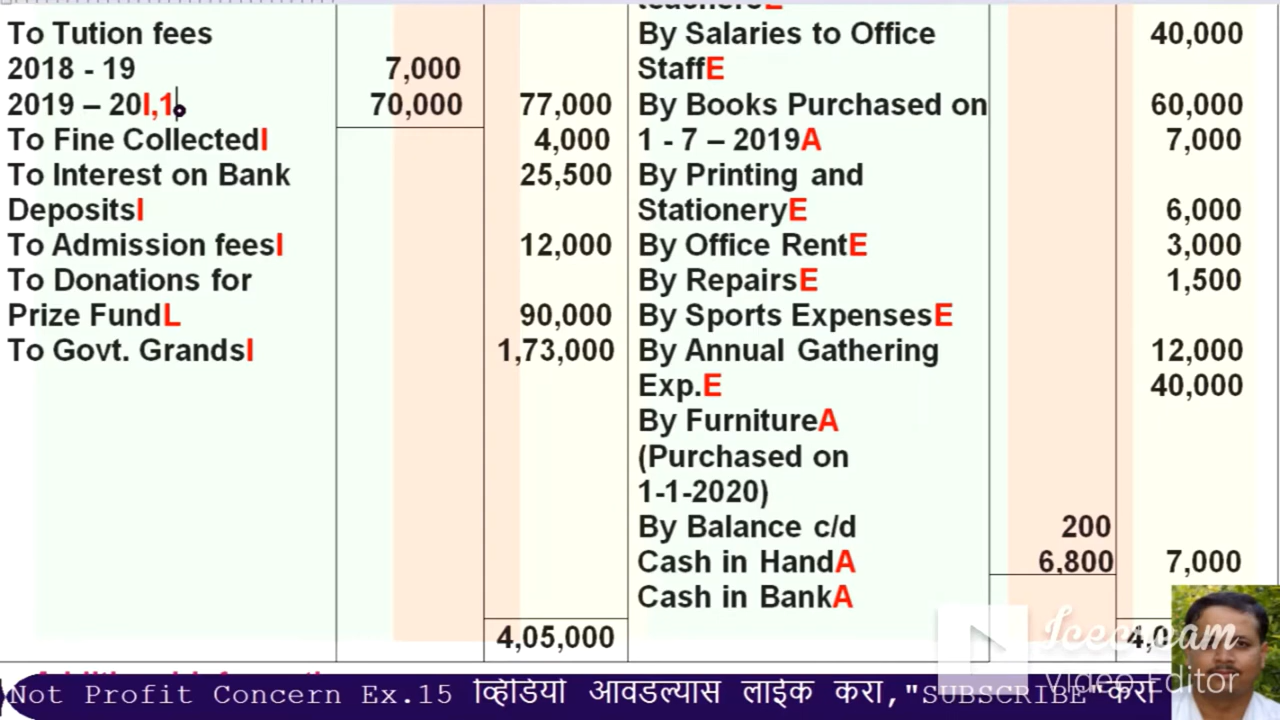 teachersE
To Tution fees
2018 - 19 7,000
2019 – 20I,1 70,000 77,000
To Fine CollectedI 4,000
To Interest on Bank 25,500
DepositsI
To Admission feesI 12,000
To Donations for
Prize FundL 90,000
To Govt. GrandsI 1,73,000
4,05,000
By Salaries to Office 40,000
StaffE
By Books Purchased on 60,000
1 - 7 – 2019A 7,000
By Printing and
StationeryE 6,000
By Office RentE 3,000
By RepairsE 1,500
By Sports ExpensesE
By Annual Gathering 12,000
Exp.E 40,000
By FurnitureA
(Purchased on
1-1-2020)
By Balance c/d 200
Cash in HandA 6,800 7,000
Cash in BankA
4,0
Icecream
Video Editor
Not Profit Concern Ex.15 व्हिडियो आवडल्यास लाईक करा,"SUBSCRIBE"करा